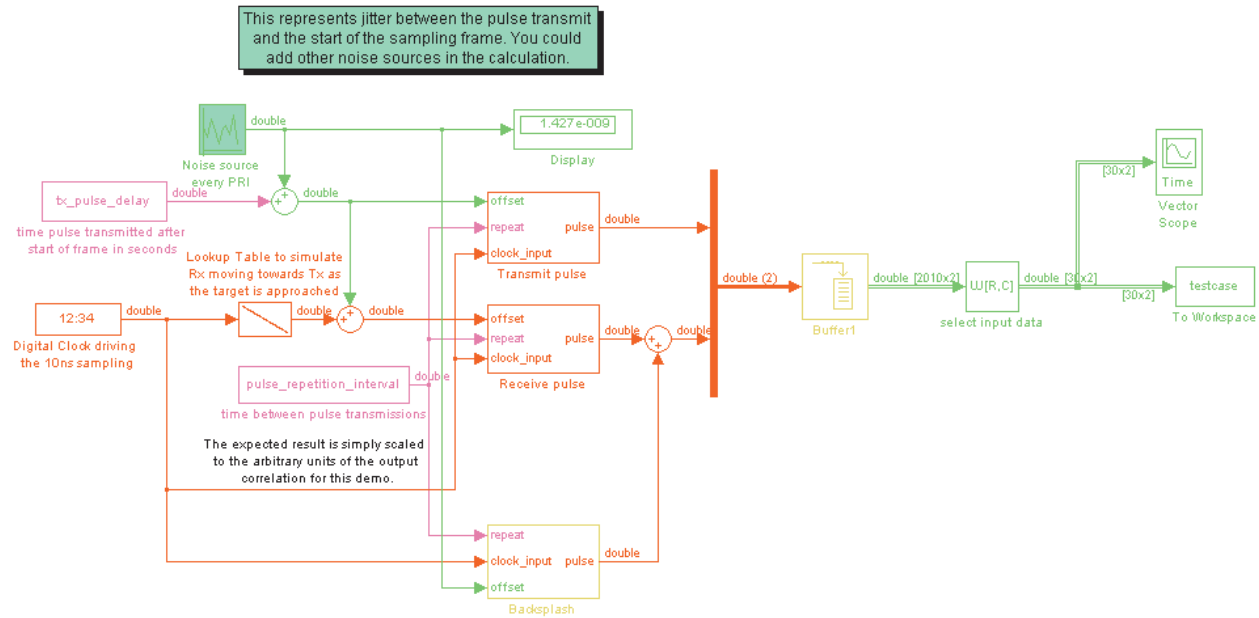 This represents jitter between the pulse transmit
and the start of the sampling frame. You could
add other noise sources in the calculation.
double
1.427e-009
Display
Noise source
every PRI
tx_pulse_delay
double
double
time pulse transmitted after
start of frame in seconds
offset
repeat
clock_input
pulse
double
Transmit pulse
Lookup Table to simulate
Rx moving towards Tx as
the target is approached
12:34
double
double
double
Digital Clock driving
the 10ns sampling
offset
repeat
clock_input
pulse
double
double
Receive pulse
pulse_repetition_interval
double
time between pulse transmissions
The expected result is simply scaled
to the arbitrary units of the output
correlation for this demo.
repeat
clock_input
offset
pulse
double
Backsplash
double (2)
Buffer1
double [2010x2]
U[R,C]
select input data
double [30x2]
[30x2]
Time
Vector
Scope
[30x2]
testcase
To Workspace